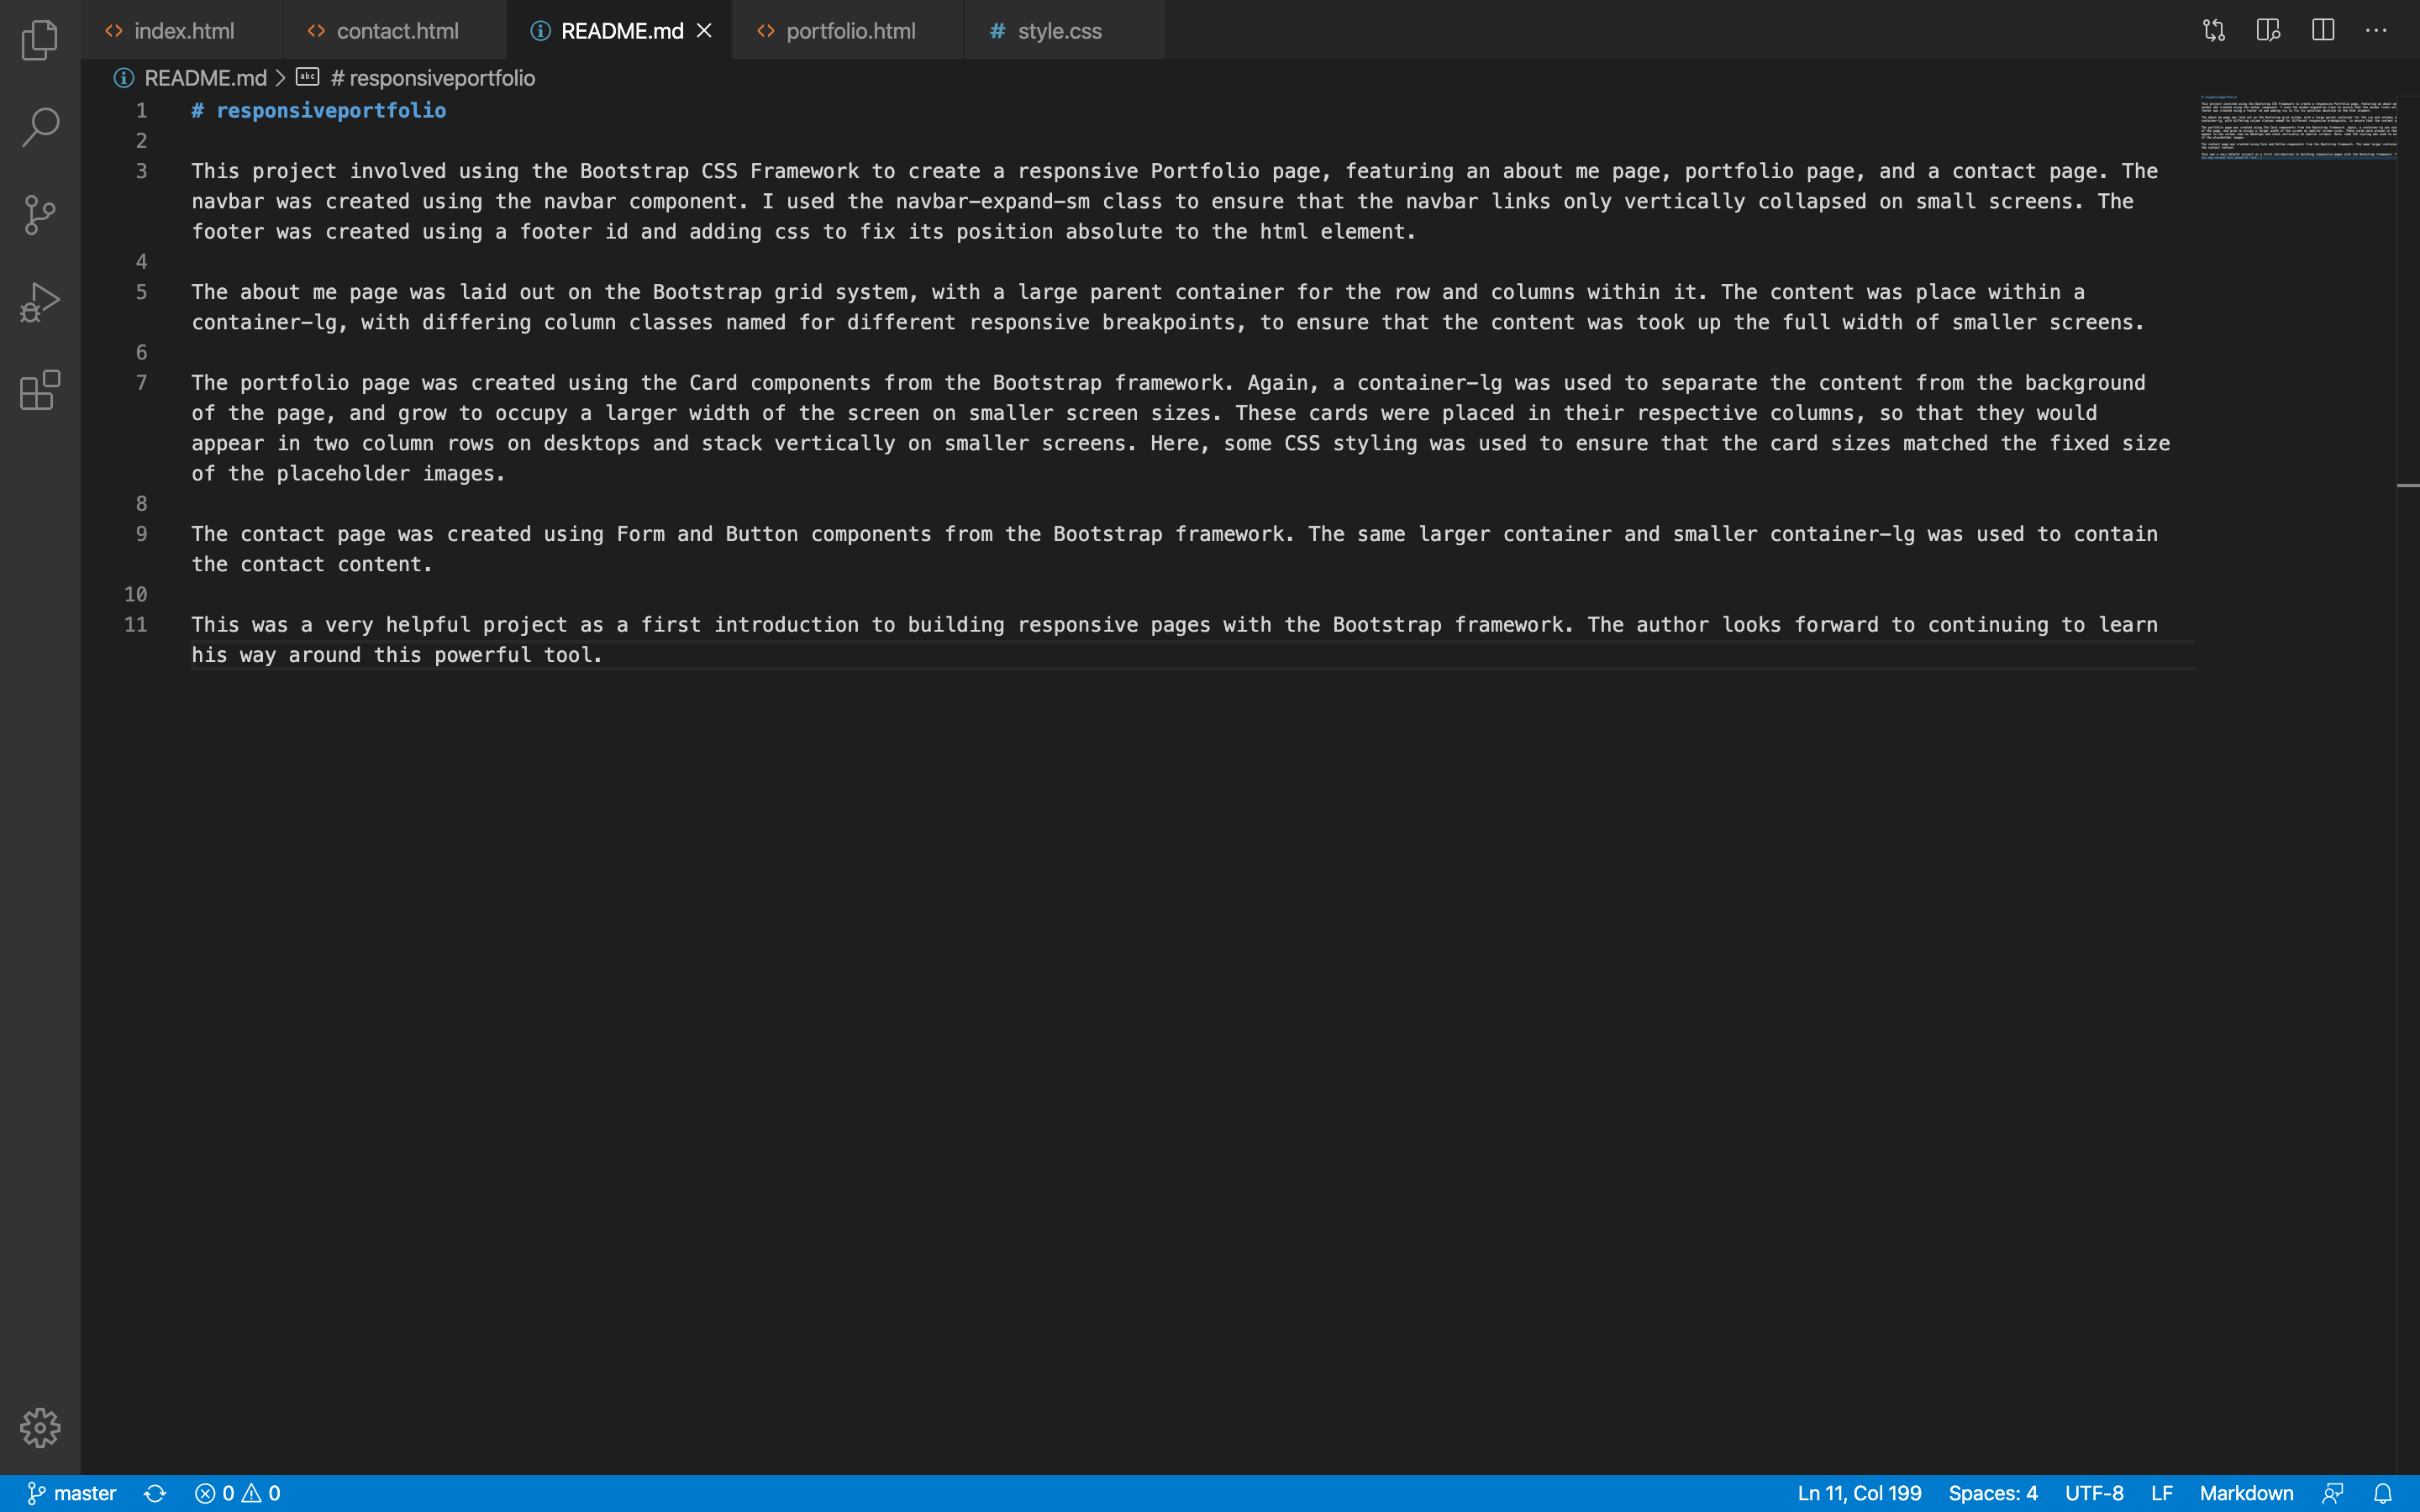 index.html
contact.html
README.md
portfolio.html
style.css
README.md
# responsiveportfolio
1 # responsiveportfolio
2
3 This project involved using the Bootstrap CSS Framework to create a responsive Portfolio page, featuring an about me page, portfolio page, and a contact page. The
navbar was created using the navbar component. I used the navbar-expand-sm class to ensure that the navbar links only vertically collapsed on small screens. The
footer was created using a footer id and adding css to fix its position absolute to the html element.
4
5 The about me page was laid out on the Bootstrap grid system, with a large parent container for the row and columns within it. The content was place within a
container-lg, with differing column classes named for different responsive breakpoints, to ensure that the content was took up the full width of smaller screens.
6
7 The portfolio page was created using the Card components from the Bootstrap framework. Again, a container-lg was used to separate the content from the background
of the page, and grow to occupy a larger width of the screen on smaller screen sizes. These cards were placed in their respective columns, so that they would
appear in two column rows on desktops and stack vertically on smaller screens. Here, some CSS styling was used to ensure that the card sizes matched the fixed size
of the placeholder images.
8
9 The contact page was created using Form and Button components from the Bootstrap framework. The same larger container and smaller container-lg was used to contain
the contact content.
10
11 This was a very helpful project as a first introduction to building responsive pages with the Bootstrap framework. The author looks forward to continuing to learn
his way around this powerful tool.
master
0
0
Ln 11, Col 199
Spaces: 4
UTF-8
LF
Markdown